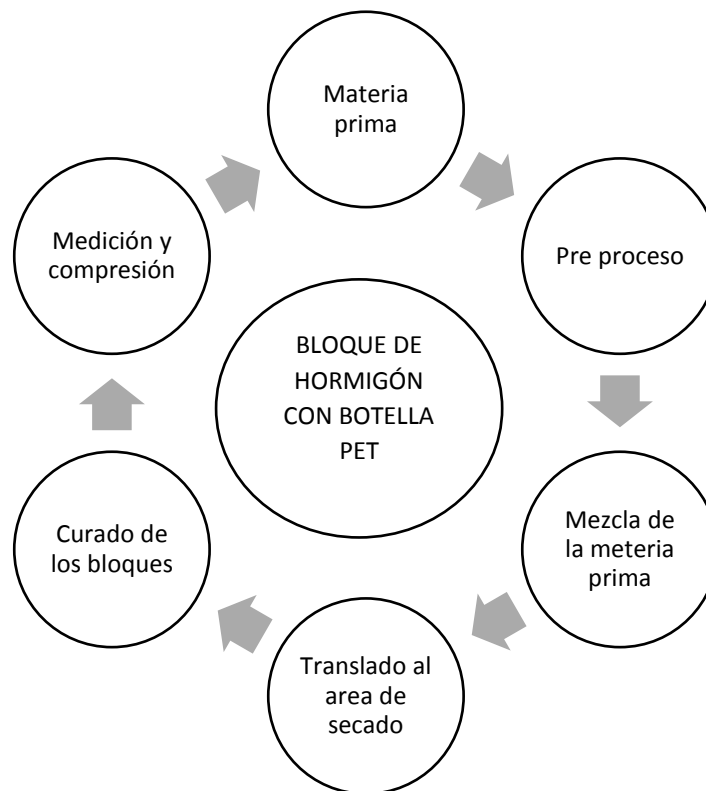 Materia
prima
Pre proceso
Mezcla de
la meteria
prima
Translado al
area de
secado
Curado de
los bloques
Medición y
compresión
BLOQUE DE
HORMIGÓN
CON BOTELLA
PET